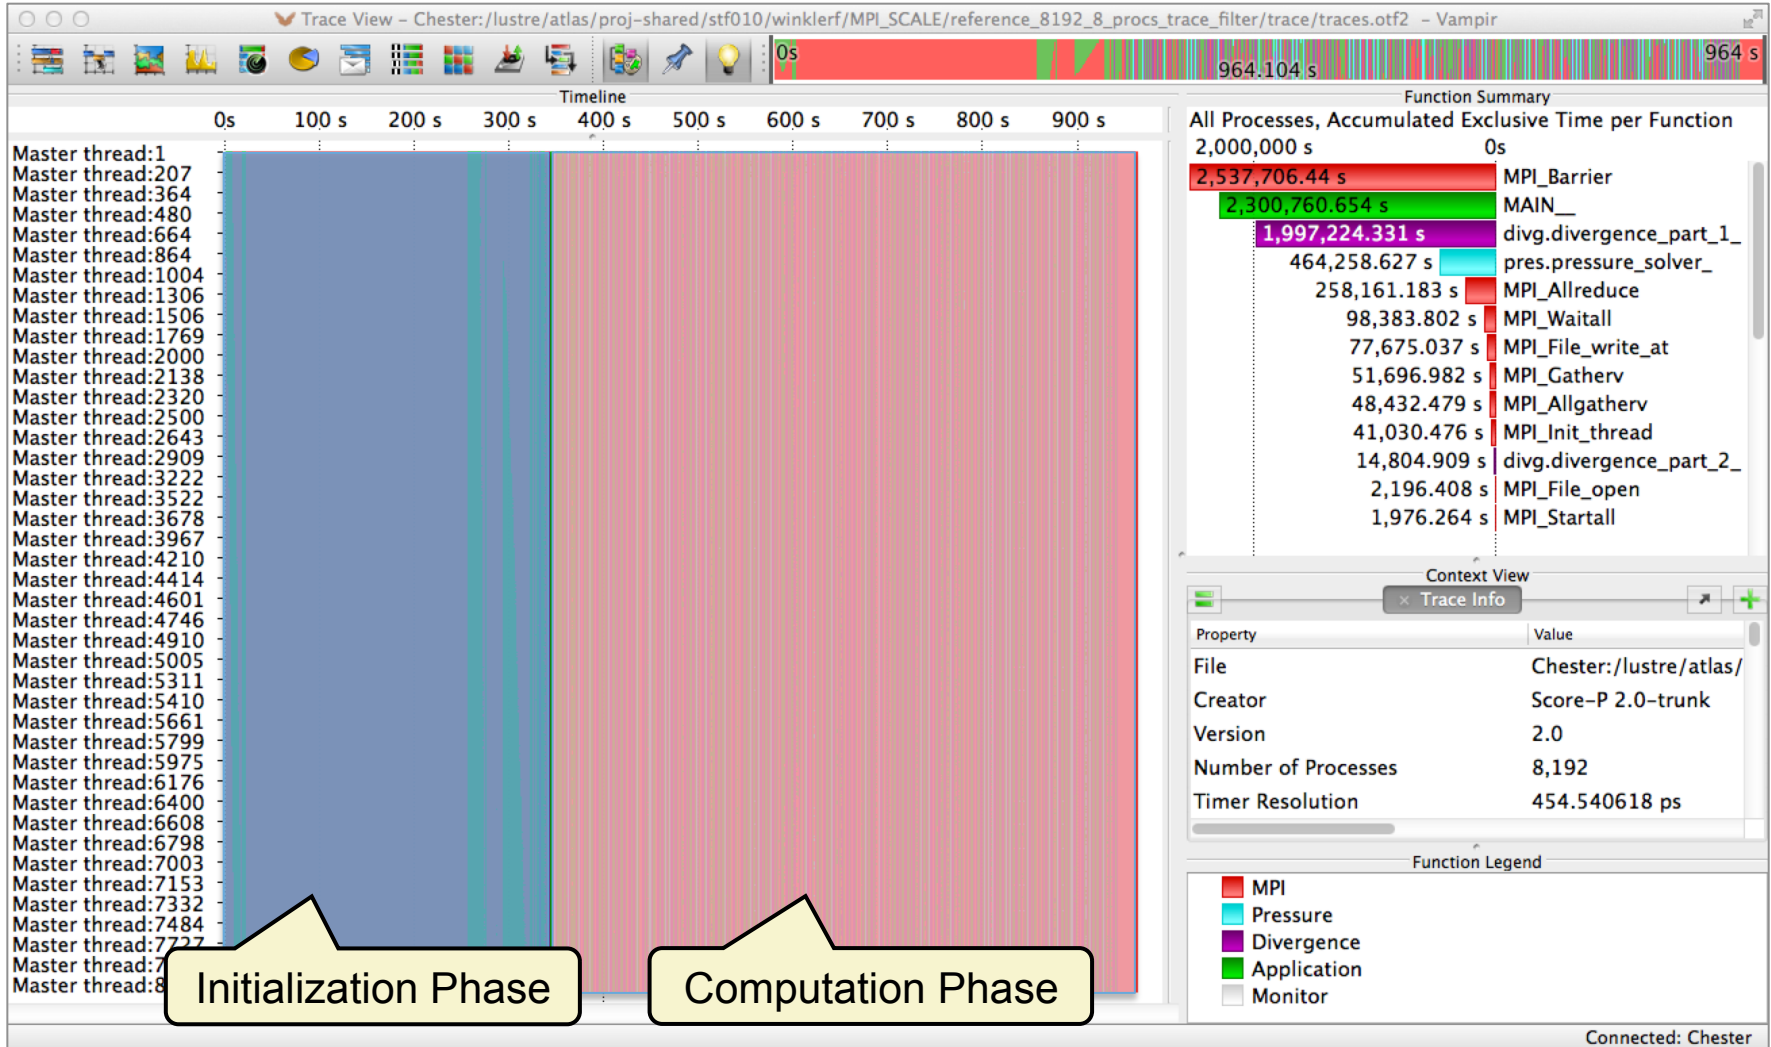 Trace View – Chester:/lustre/atlas/proj-shared/stf010/winklerf/MPI_SCALE/reference_8192_8_procs_trace_filter/trace/traces.otf2 – Vampir
0s
964.104 s
964 s
Timeline
0s 100 s 200 s 300 s 400 s 500 s 600 s 700 s 800 s 900 s
Master thread:1
Master thread:207
Master thread:364
Master thread:480
Master thread:664
Master thread:864
Master thread:1004
Master thread:1306
Master thread:1506
Master thread:1769
Master thread:2000
Master thread:2138
Master thread:2320
Master thread:2500
Master thread:2643
Master thread:2909
Master thread:3222
Master thread:3522
Master thread:3678
Master thread:3967
Master thread:4210
Master thread:4414
Master thread:4601
Master thread:4746
Master thread:4910
Master thread:5005
Master thread:5311
Master thread:5410
Master thread:5661
Master thread:5799
Master thread:5975
Master thread:6176
Master thread:6400
Master thread:6608
Master thread:6798
Master thread:7003
Master thread:7153
Master thread:7332
Master thread:7484
Master thread:7727
Master thread:7
Master thread:8
Initialization Phase
Computation Phase
Function Summary
All Processes, Accumulated Exclusive Time per Function
2,000,000 s 0s
2,537,706.44 s MPI_Barrier
2,300,760.654 s MAIN__
1,997,224.331 s divg.divergence_part_1_
464,258.627 s pres.pressure_solver_
258,161.183 s MPI_Allreduce
98,383.802 s MPI_Waitall
77,675.037 s MPI_File_write_at
51,696.982 s MPI_Gatherv
48,432.479 s MPI_Allgatherv
41,030.476 s MPI_Init_thread
14,804.909 s divg.divergence_part_2_
2,196.408 s MPI_File_open
1,976.264 s MPI_Startall
Context View
× Trace Info
Property Value
File Chester:/lustre/atlas/
Creator Score-P 2.0-trunk
Version 2.0
Number of Processes 8,192
Timer Resolution 454.540618 ps
Function Legend
MPI
Pressure
Divergence
Application
Monitor
Connected: Chester